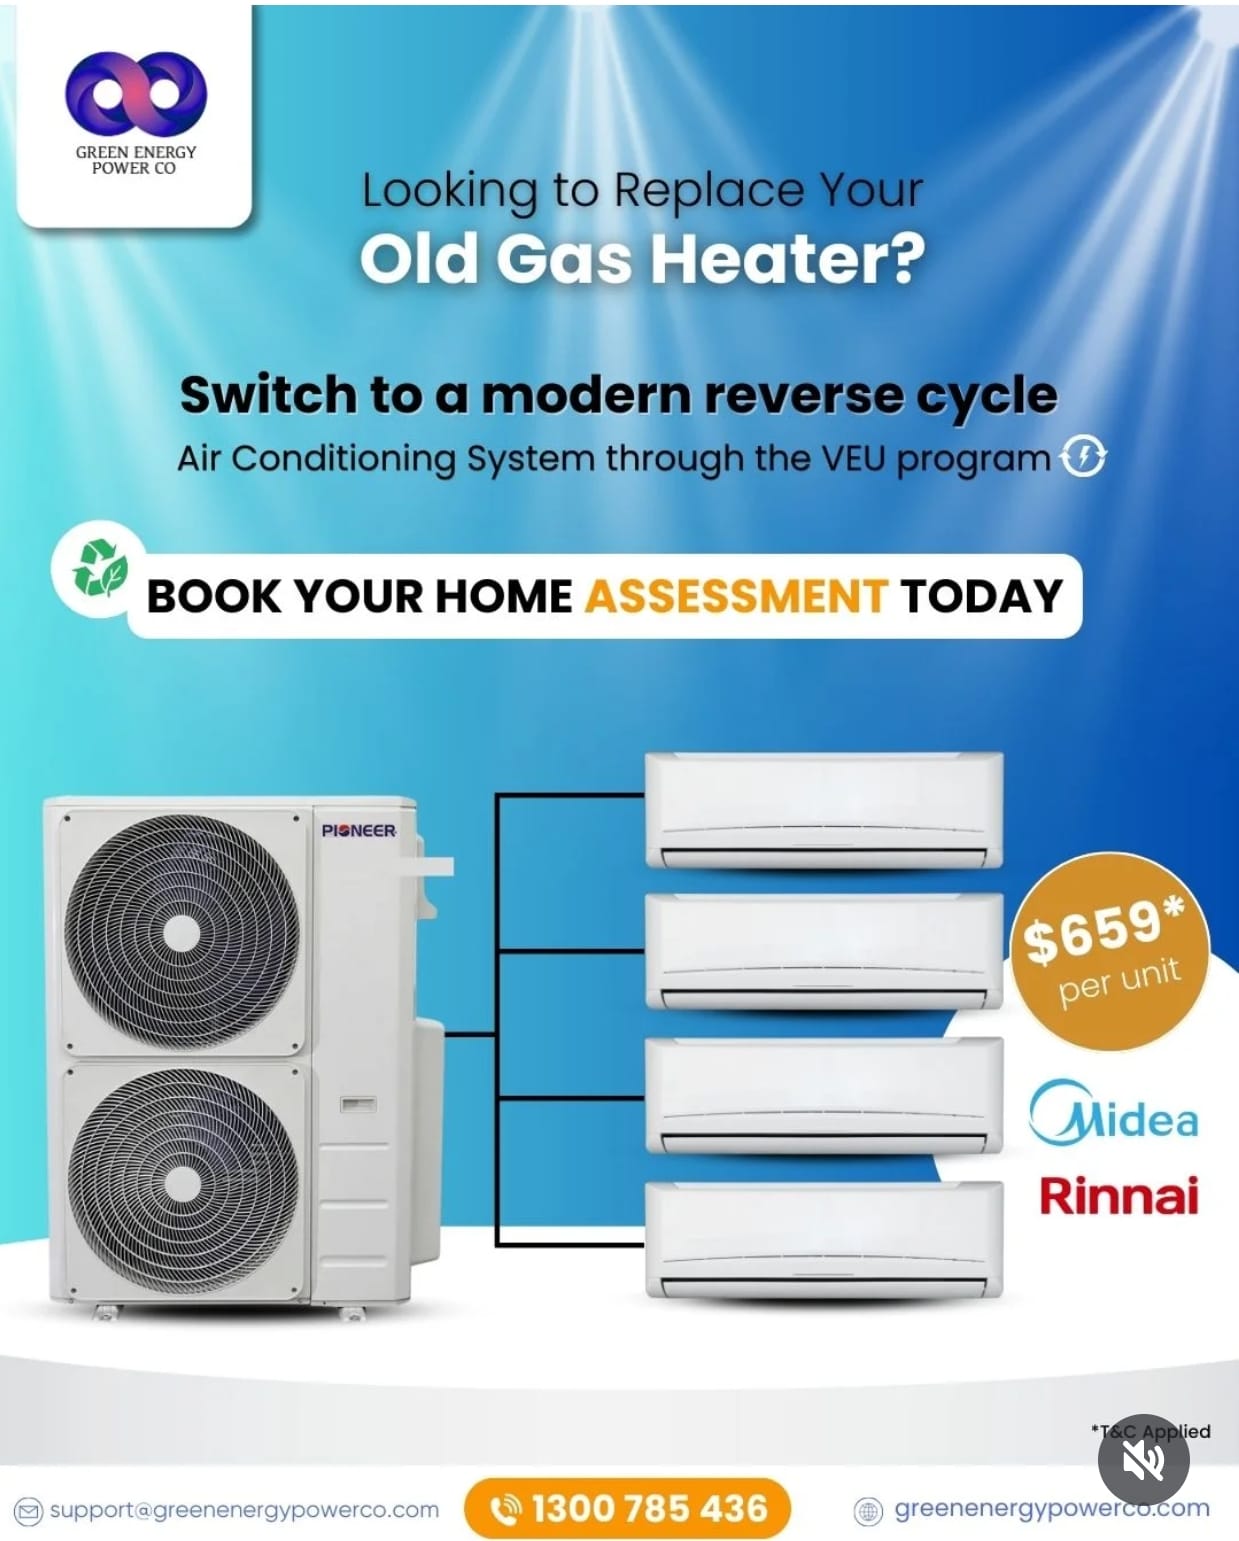 GREEN ENERGY
POWER CO
Looking to Replace Your
Old Gas Heater?
Switch to a modern reverse cycle
Air Conditioning System through the VEU program
BOOK YOUR HOME ASSESSMENT TODAY
PIONEER
$659*
per unit
Midea
Rinnai
*T&C Applied
support@greenenergypowerco.com
1300 785 436
greenenergypowerco.com